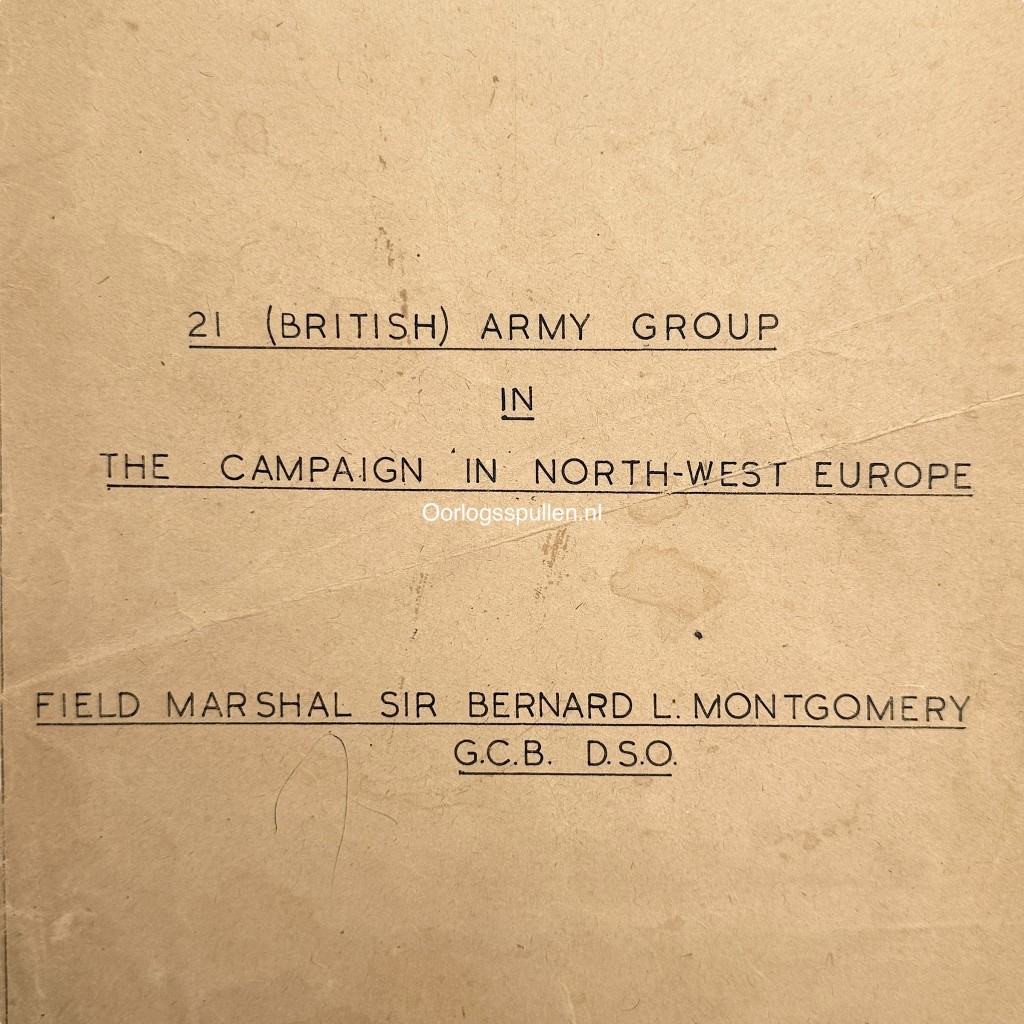 21 (BRITISH) ARMY GROUP
IN
THE CAMPAIGN IN NORTH-WEST EUROPE
Oorlogsspullen.nl
FIELD MARSHAL SIR BERNARD L. MONTGOMERY
G.C.B. D.S.O.